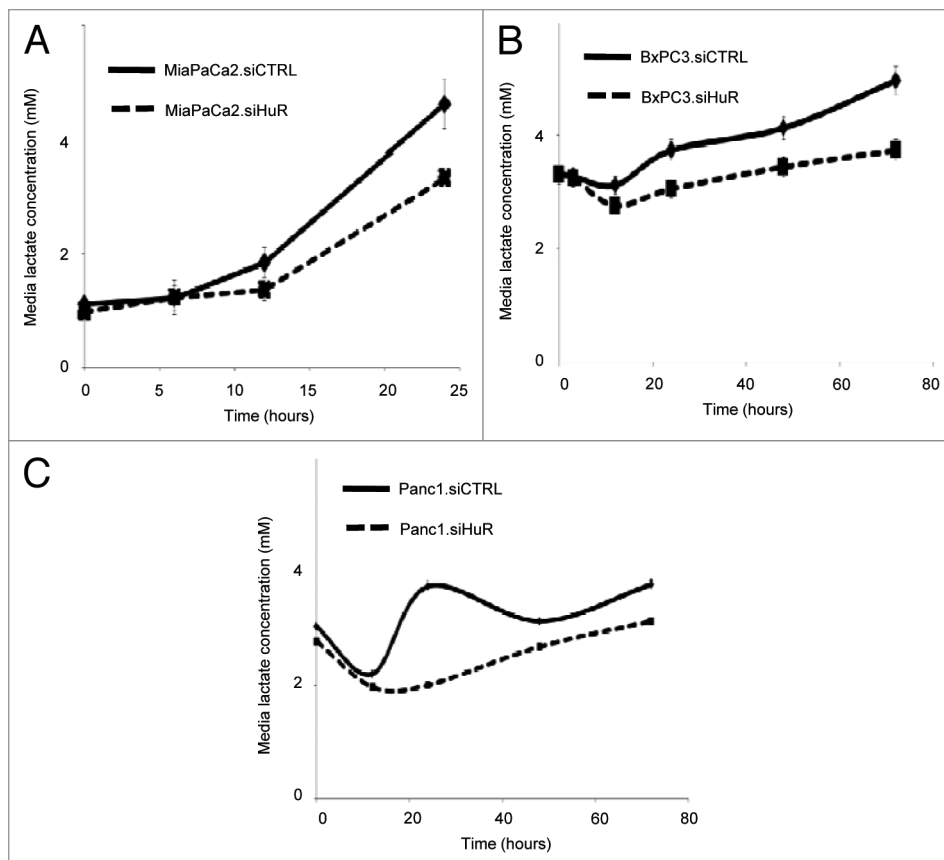 A
MiaPaCa2.siCTRL
MiaPaCa2.siHuR
Media lactate concentration (mM)
4
2
0
0 5 10 15 20 25
Time (hours)
B
BxPC3.siCTRL
BxPC3.siHuR
Media lactate concentration (mM)
4
2
0
0 20 40 60 80
Time (hours)
C
Panc1.siCTRL
Panc1.siHuR
Media lactate concentration (mM)
4
2
0
0 20 40 60 80
Time (hours)